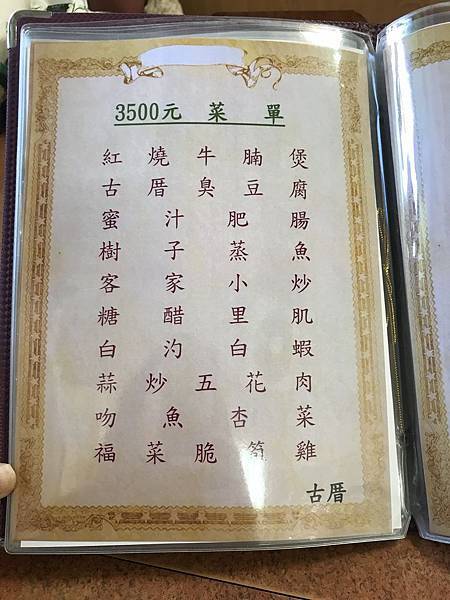 3500元 菜 單
紅燒牛腩煲
古厝臭豆腐
蜜汁肥腸
樹子蒸魚
客家小炒
糖醋里肌
白汋白蝦
蒜炒五花肉
吻魚杏菜
福菜脆筍雞
古厝